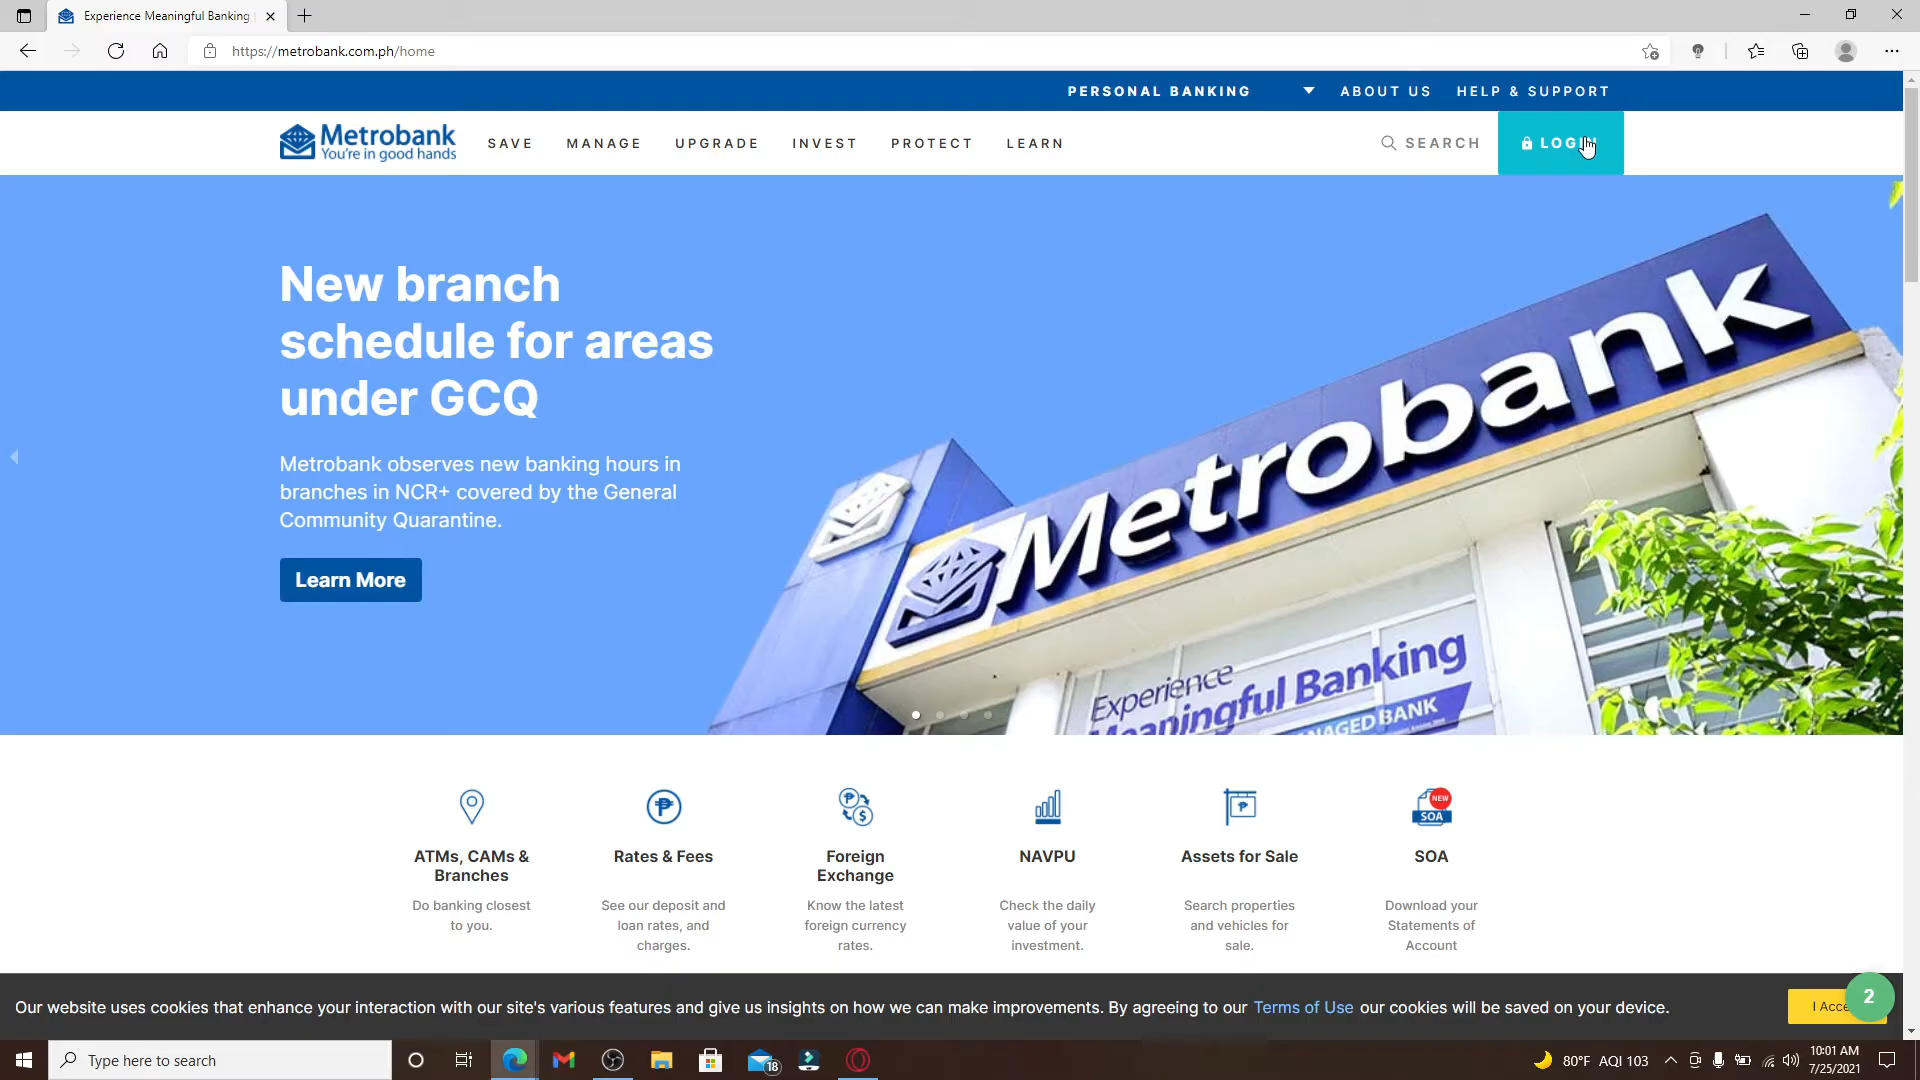 Experience Meaningful Banking
https://metrobank.com.ph/home
PERSONAL BANKING ABOUT US HELP & SUPPORT
Metrobank
You're in good hands
SAVE MANAGE UPGRADE INVEST PROTECT LEARN
SEARCH
LOGIN
New branch
schedule for areas
under GCQ
Metrobank observes new banking hours in
branches in NCR+ covered by the General
Community Quarantine.
Learn More
Metrobank
Experience
Meaningful Banking
MANAGED BANK
ATMs, CAMs &
Branches
Do banking closest
to you.
Rates & Fees
See our deposit and
loan rates, and
charges.
Foreign
Exchange
Know the latest
foreign currency
rates.
NAVPU
Check the daily
value of your
investment.
Assets for Sale
Search properties
and vehicles for
sale.
NEW
SOA
SOA
Download your
Statements of
Account
Our website uses cookies that enhance your interaction with our site's various features and give us insights on how we can make improvements. By agreeing to our Terms of Use our cookies will be saved on your device.
I Acce
2
Type here to search
18
80°F AQI 103
10:01 AM
7/25/2021